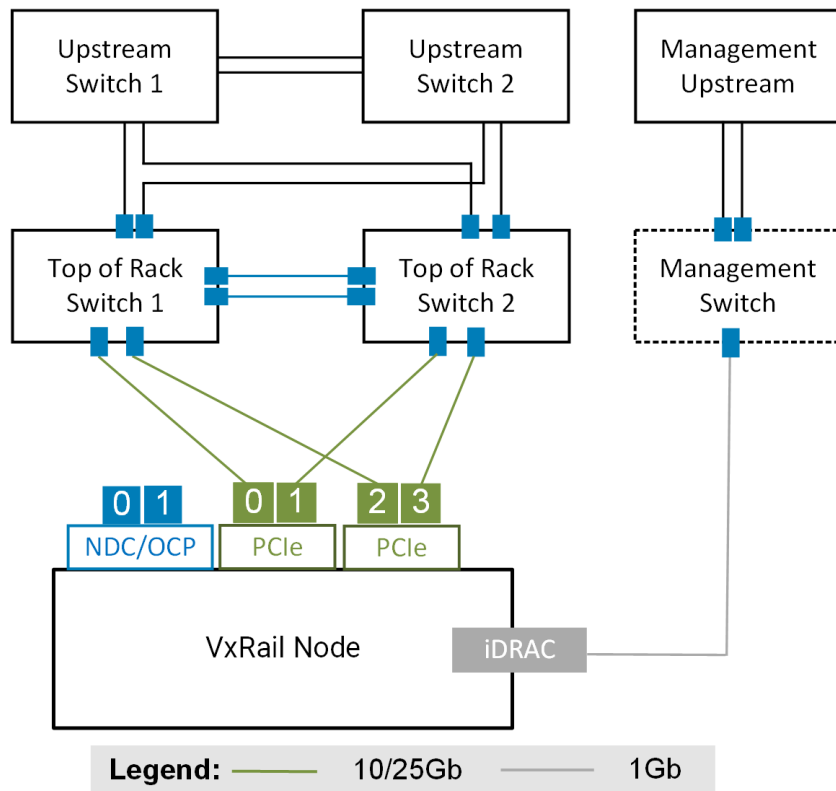 Upstream
Switch 1
Upstream
Switch 2
Management
Upstream
Top of Rack
Switch 1
Top of Rack
Switch 2
Management
Switch
0 1
0 1
2 3
NDC/OCP
PCIe
PCIe
VxRail Node
iDRAC
Legend: 10/25Gb 1Gb